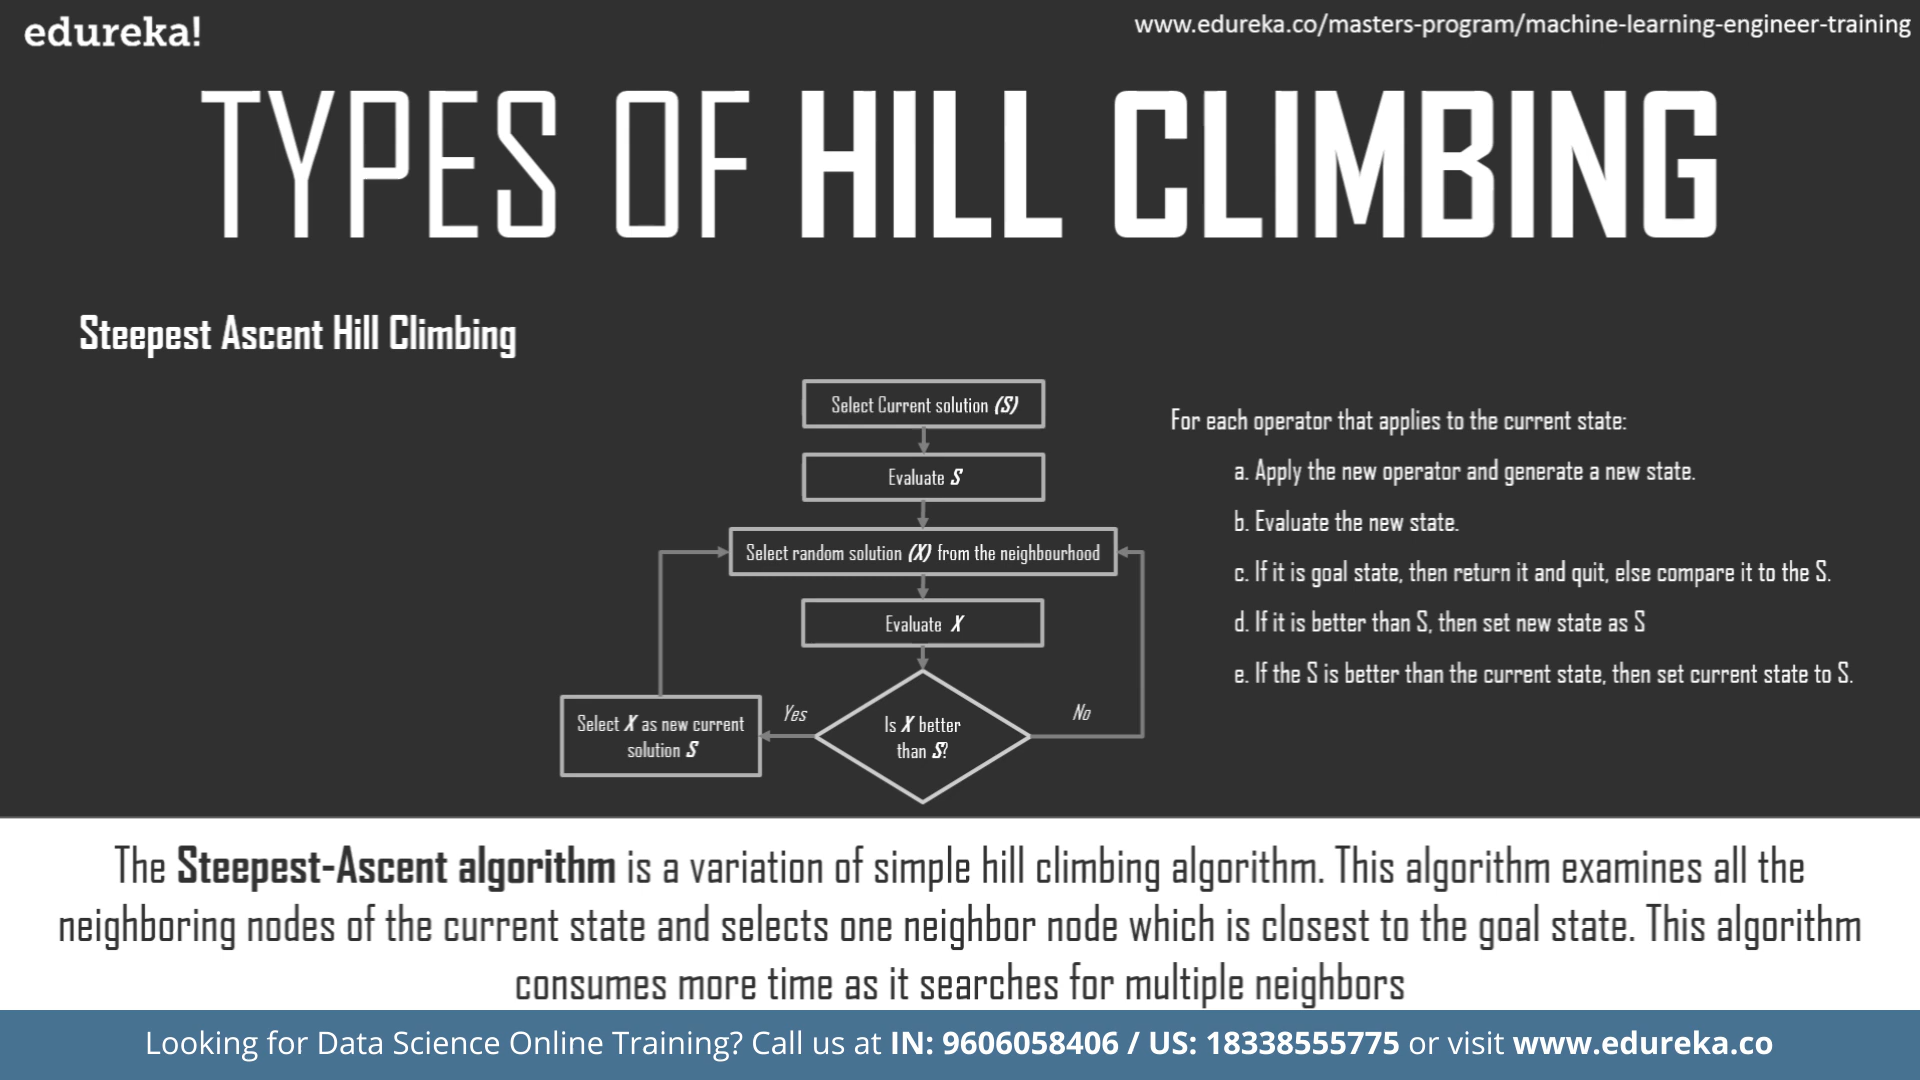 edureka!
www.edureka.co/masters-program/machine-learning-engineer-training
TYPES OF HILL CLIMBING
Steepest Ascent Hill Climbing
Select Current solution (S)
Evaluate S
Select random solution (X) from the neighbourhood
Evaluate X
Is X better
than S?
Yes
No
Select X as new current
solution S
For each operator that applies to the current state:
a. Apply the new operator and generate a new state.
b. Evaluate the new state.
c. If it is goal state, then return it and quit, else compare it to the S.
d. If it is better than S, then set new state as S
e. If the S is better than the current state, then set current state to S.
The Steepest-Ascent algorithm is a variation of simple hill climbing algorithm. This algorithm examines all the
neighboring nodes of the current state and selects one neighbor node which is closest to the goal state. This algorithm
consumes more time as it searches for multiple neighbors
Looking for Data Science Online Training? Call us at IN: 9606058406 / US: 18338555775 or visit www.edureka.co